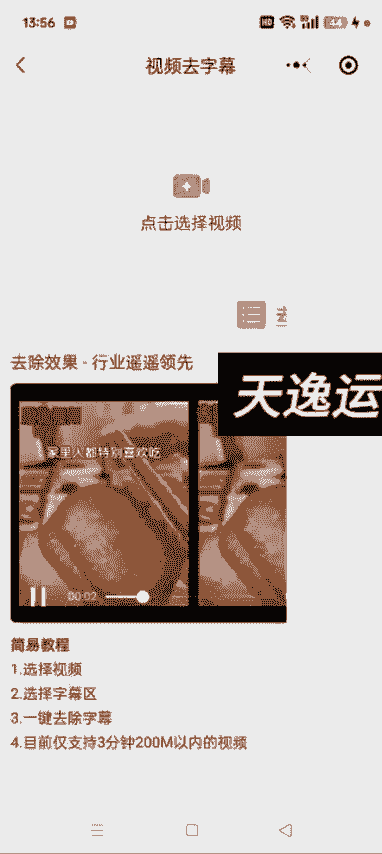 13:56
HD
视频去字幕
点击选择视频
去除效果 - 行业遥遥领先
天逸运
家里人都特别喜欢吃
00:02
简易教程
1.选择视频
2.选择字幕区
3.一键去除字幕
4.目前仅支持3分钟200M以内的视频